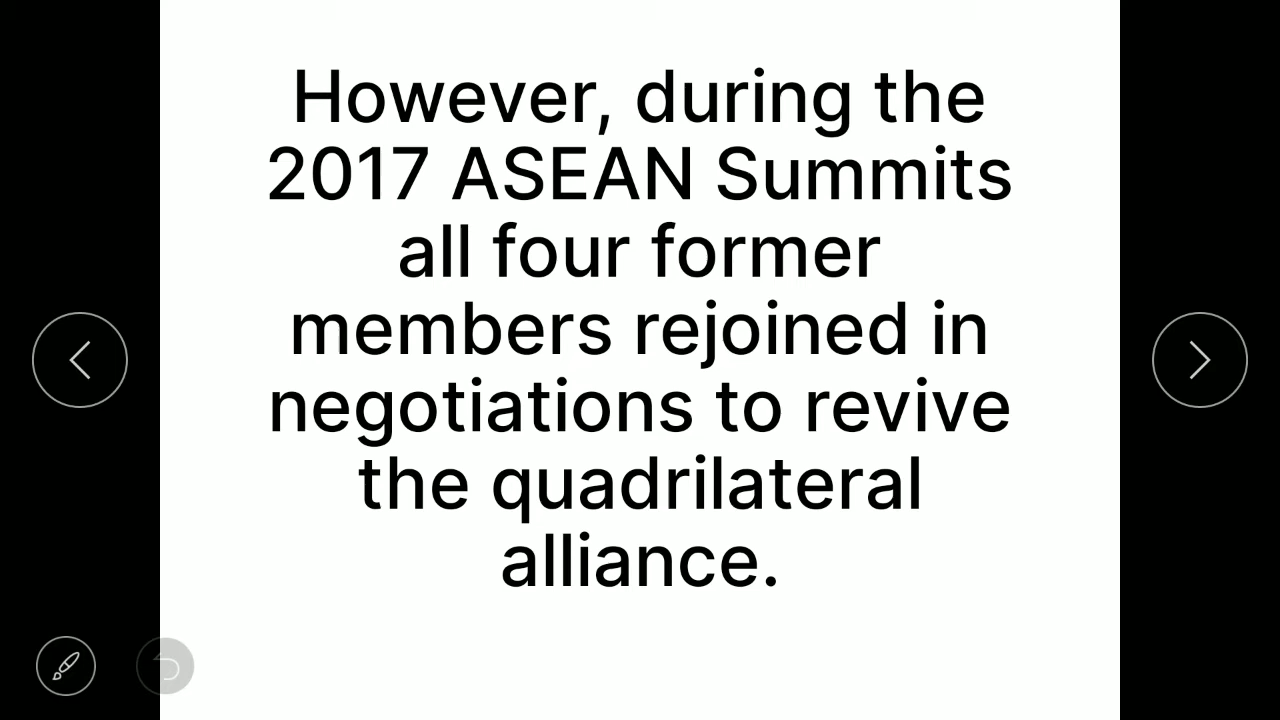 However, during the
2017 ASEAN Summits
all four former
members rejoined in
negotiations to revive
the quadrilateral
alliance.